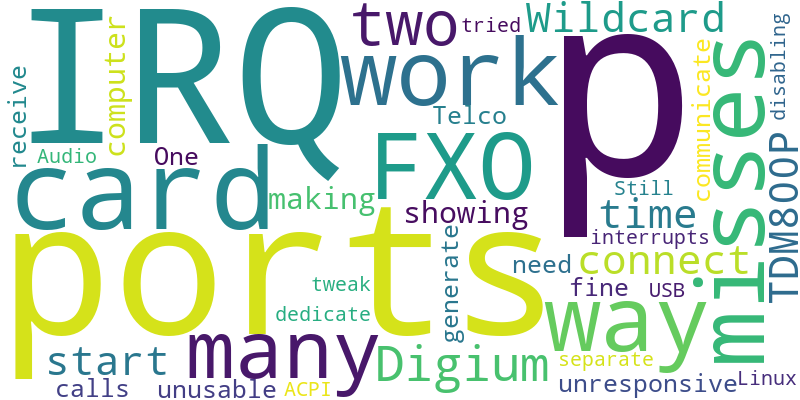 IRQ
two
tried
Wildcard
p
work
computer
receive
Audio
One
Telco
communicate
disabling
misses
card
FXO
Still
making
showing
time
TDM800P
interrupts
ports
generate
need
connect
tweak
fine
USB
way
dedicate
many
start
Digium
separate
calls
unusable
ACPI
unresponsive
Linux